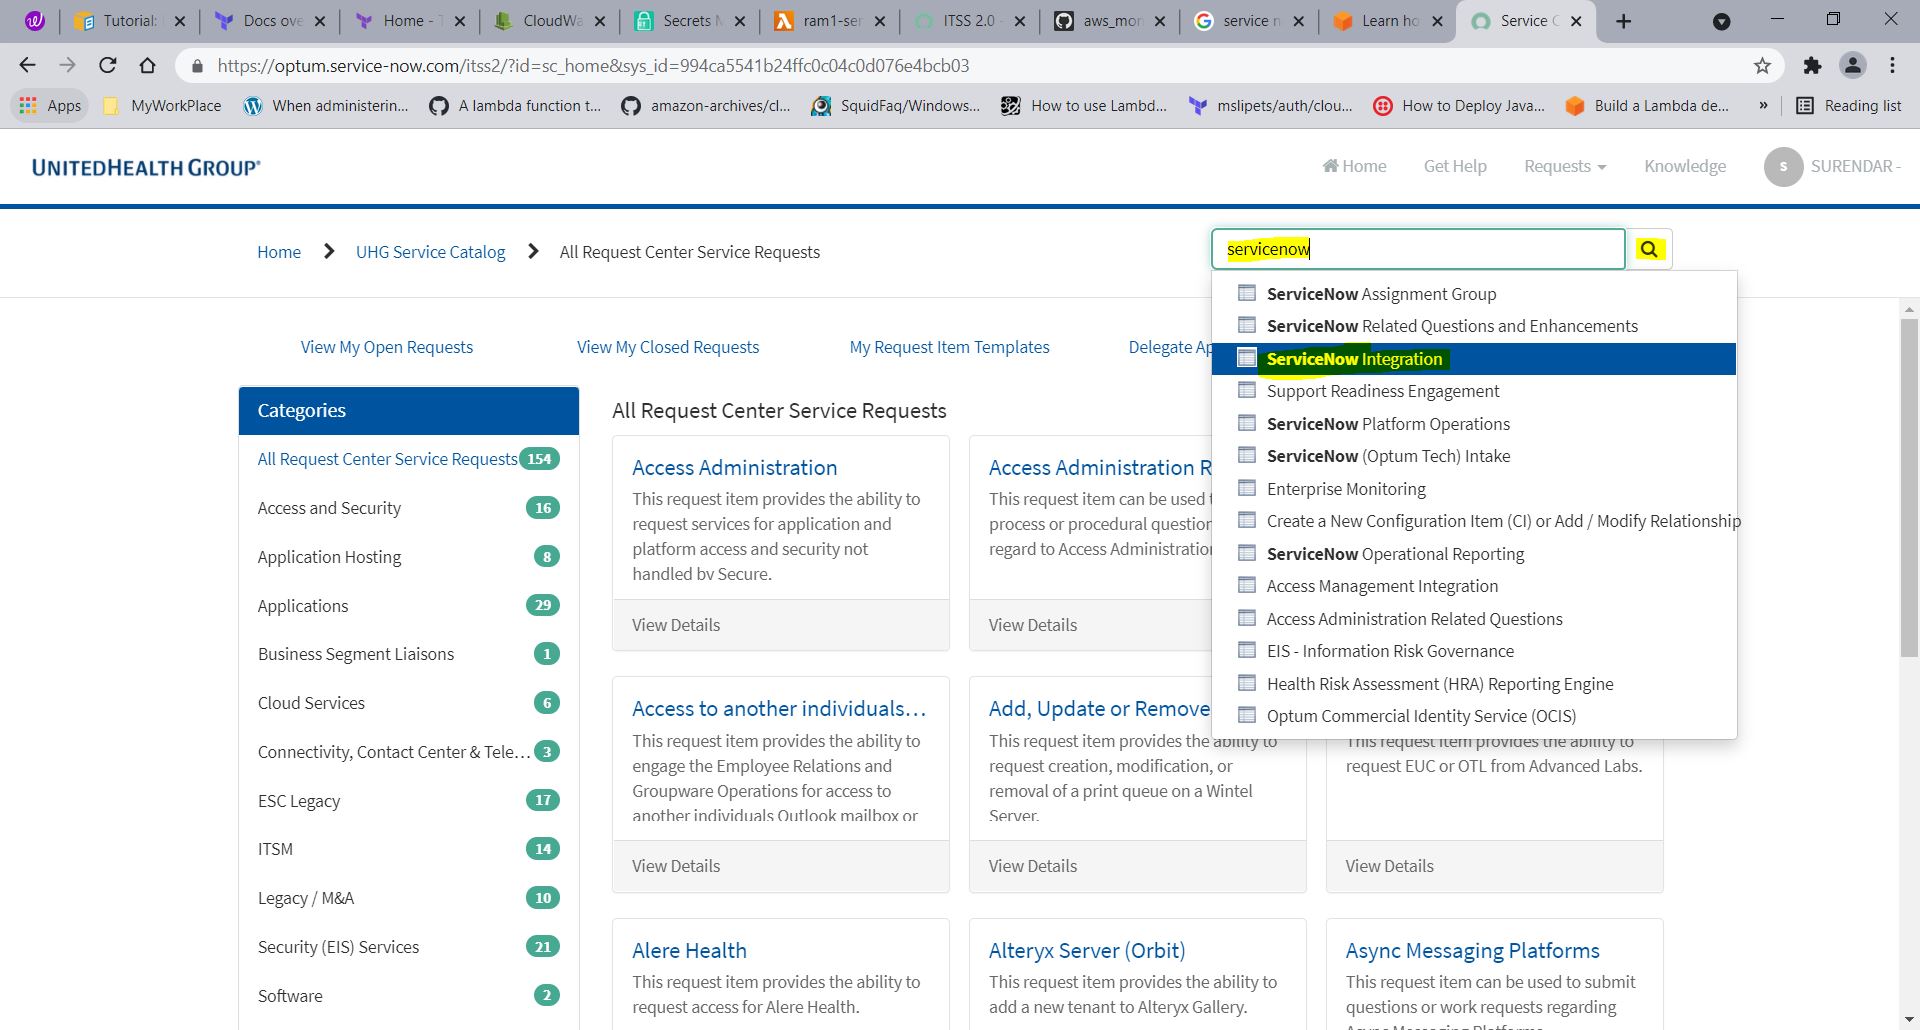 Tutorial:
Docs ove
Home - T
CloudWa
Secrets M
ram1-ser
ITSS 2.0 -
aws_mon
service n
Learn ho
Service C
https://optum.service-now.com/itss2/?id=sc_home&sys_id=994ca5541b24ffc0c04c0d076e4bcb03
Apps
MyWorkPlace
When administerin...
A lambda function t...
amazon-archives/cl...
SquidFaq/Windows...
How to use Lambd...
mslipets/auth/clou...
How to Deploy Java...
Build a Lambda de...
»
Reading list
UNITEDHEALTH GROUP®
Home
Get Help
Requests
Knowledge
S
SURENDAR -
Home > UHG Service Catalog > All Request Center Service Requests
servicenow
ServiceNow Assignment Group
ServiceNow Related Questions and Enhancements
ServiceNow Integration
Support Readiness Engagement
ServiceNow Platform Operations
ServiceNow (Optum Tech) Intake
Enterprise Monitoring
Create a New Configuration Item (CI) or Add / Modify Relationship
ServiceNow Operational Reporting
Access Management Integration
Access Administration Related Questions
EIS - Information Risk Governance
Health Risk Assessment (HRA) Reporting Engine
Optum Commercial Identity Service (OCIS)
View My Open Requests
View My Closed Requests
My Request Item Templates
Delegate Ap
Categories
All Request Center Service Requests 154
Access and Security 16
Application Hosting 8
Applications 29
Business Segment Liaisons 1
Cloud Services 6
Connectivity, Contact Center & Tele... 3
ESC Legacy 17
ITSM 14
Legacy / M&A 10
Security (EIS) Services 21
Software 2
All Request Center Service Requests
Access Administration
This request item provides the ability to
request services for application and
platform access and security not
handled by Secure.
View Details
Access Administration R
This request item can be used t
process or procedural question
regard to Access Administration
View Details
Access to another individuals...
This request item provides the ability to
engage the Employee Relations and
Groupware Operations for access to
another individuals Outlook mailbox or
View Details
Add, Update or Remove
This request item provides the ability to
request creation, modification, or
removal of a print queue on a Wintel
Server.
View Details
This request item provides the ability to
request EUC or OTL from Advanced Labs.
View Details
Alere Health
This request item provides the ability to
request access for Alere Health.
Alteryx Server (Orbit)
This request item provides the ability to
add a new tenant to Alteryx Gallery.
Async Messaging Platforms
This request item can be used to submit
questions or work requests regarding
Async Messaging Platforms